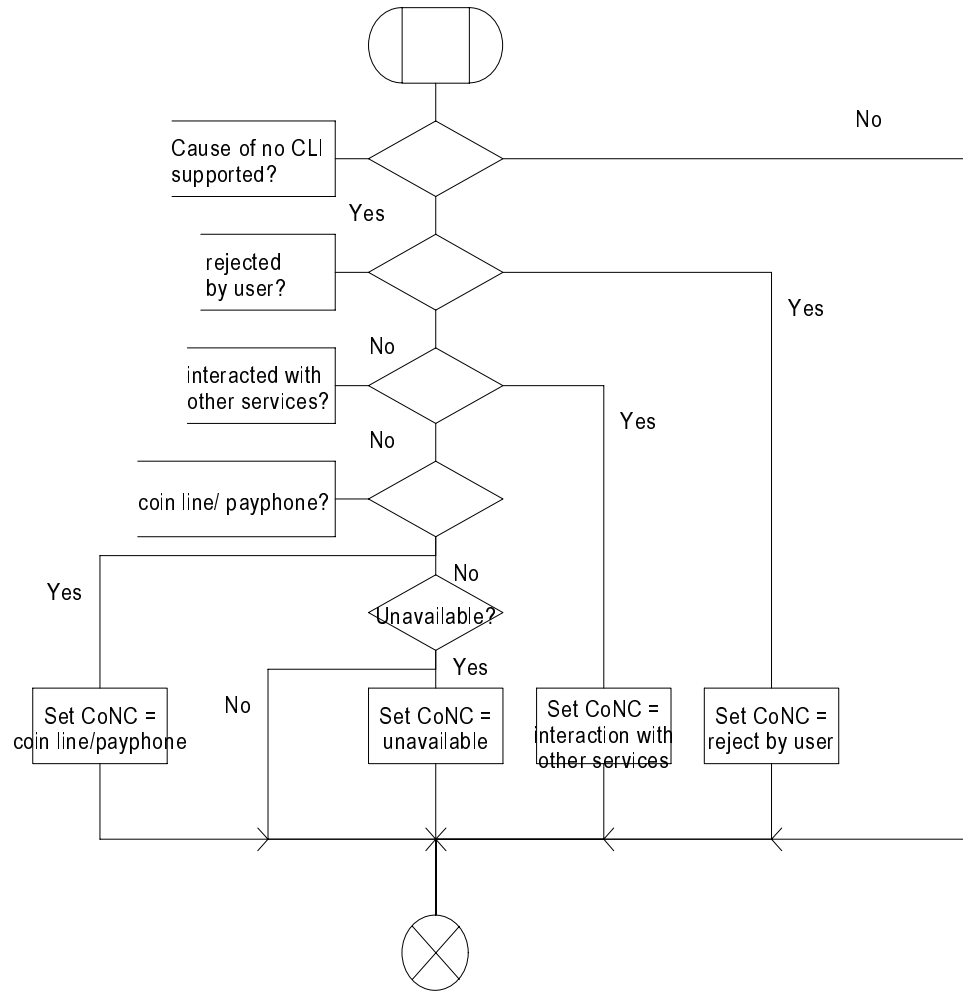 No
Cause of no CLI
supported?
Yes
rejected
by user?
Yes
No
interacted with
other services?
Yes
No
coin line/ payphone?
Yes
No
Unavailable?
Yes
No
Set CoNC =
coin line/payphone
Set CoNC =
unavailable
Set CoNC =
interaction with
other services
Set CoNC =
reject by user